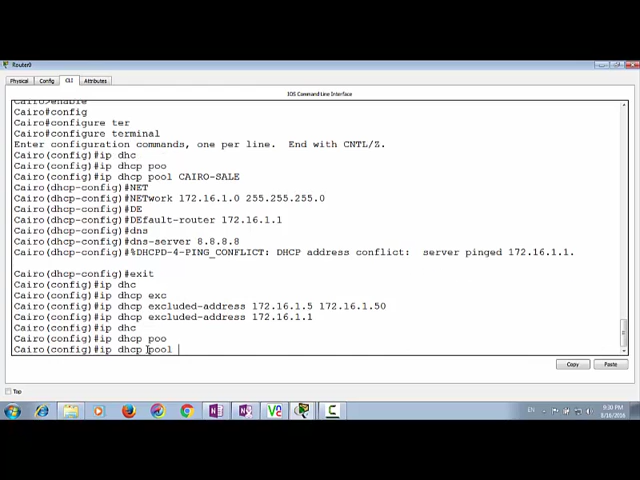 Router0
Physical Config CLI Attributes
IOS Command Line Interface
Cairo>enable
Cairo#config
Cairo#configure ter
Cairo#configure terminal
Enter configuration commands, one per line.  End with CNTL/Z.
Cairo(config)#ip dhc
Cairo(config)#ip dhcp poo
Cairo(config)#ip dhcp pool CAIRO-SALE
Cairo(dhcp-config)#NET
Cairo(dhcp-config)#NETwork 172.16.1.0 255.255.255.0
Cairo(dhcp-config)#DE
Cairo(dhcp-config)#DEfault-router 172.16.1.1
Cairo(dhcp-config)#dns
Cairo(dhcp-config)#dns-server 8.8.8.8
Cairo(dhcp-config)#%DHCPD-4-PING_CONFLICT: DHCP address conflict:  server pinged 172.16.1.1.
Cairo(dhcp-config)#exit
Cairo(config)#ip dhc
Cairo(config)#ip dhcp exc
Cairo(config)#ip dhcp excluded-address 172.16.1.5 172.16.1.50
Cairo(config)#ip dhcp excluded-address 172.16.1.1
Cairo(config)#ip dhc
Cairo(config)#ip dhcp poo
Cairo(config)#ip dhcp pool
Copy Paste
Top
EN
9:30 PM
8/16/2016